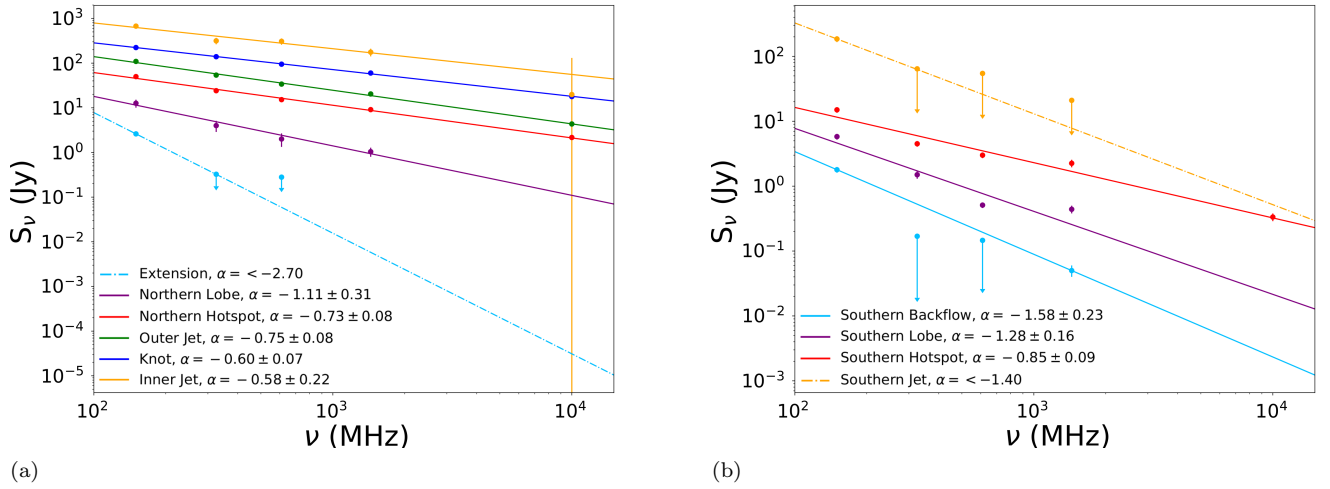 10³
10²
10¹
10⁰
10⁻¹
10⁻²
10⁻³
10⁻⁴
10⁻⁵
S_ν (Jy)
Extension, α = < −2.70
Northern Lobe, α = −1.11 ± 0.31
Northern Hotspot, α = −0.73 ± 0.08
Outer Jet, α = −0.75 ± 0.08
Knot, α = −0.60 ± 0.07
Inner Jet, α = −0.58 ± 0.22
10² 10³ 10⁴
ν (MHz)
(a)
10²
10¹
10⁰
10⁻¹
10⁻²
10⁻³
S_ν (Jy)
Southern Backflow, α = −1.58 ± 0.23
Southern Lobe, α = −1.28 ± 0.16
Southern Hotspot, α = −0.85 ± 0.09
Southern Jet, α = < −1.40
10² 10³ 10⁴
ν (MHz)
(b)